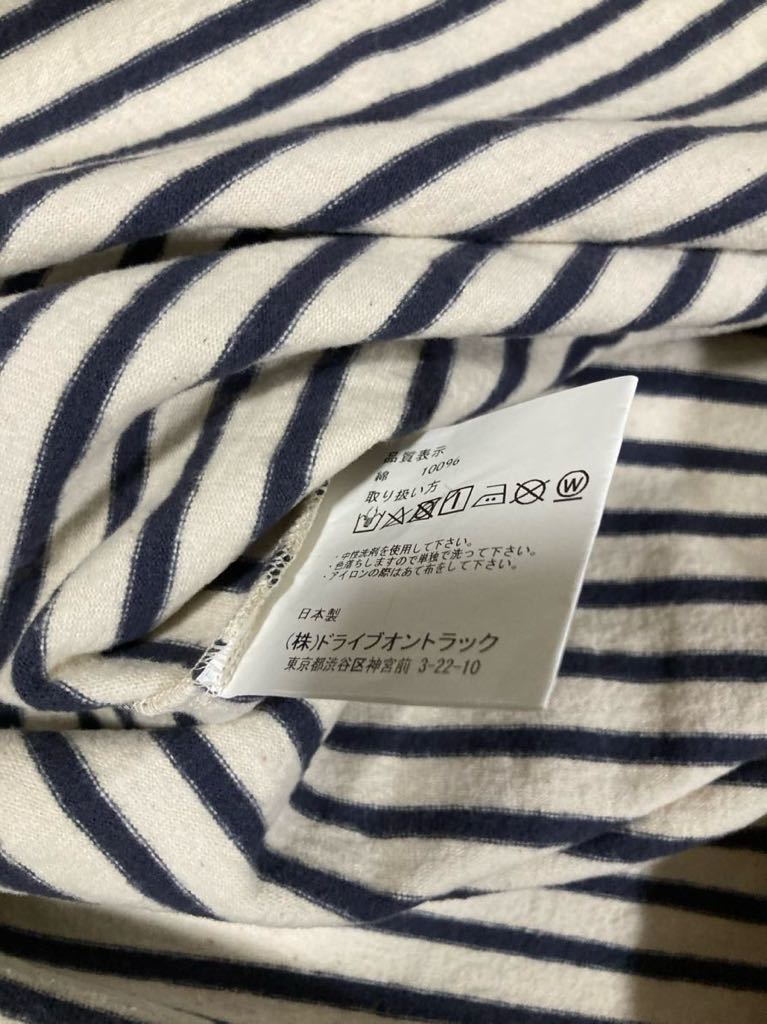 品質表示
綿 100%
取り扱い方
W
・中性洗剤を使用して下さい。
・色落ちしますので単独で洗って下さい。
・アイロンの際はあて布をして下さい。
日本製
(株)ドライブオントラック
東京都渋谷区神宮前 3-22-10